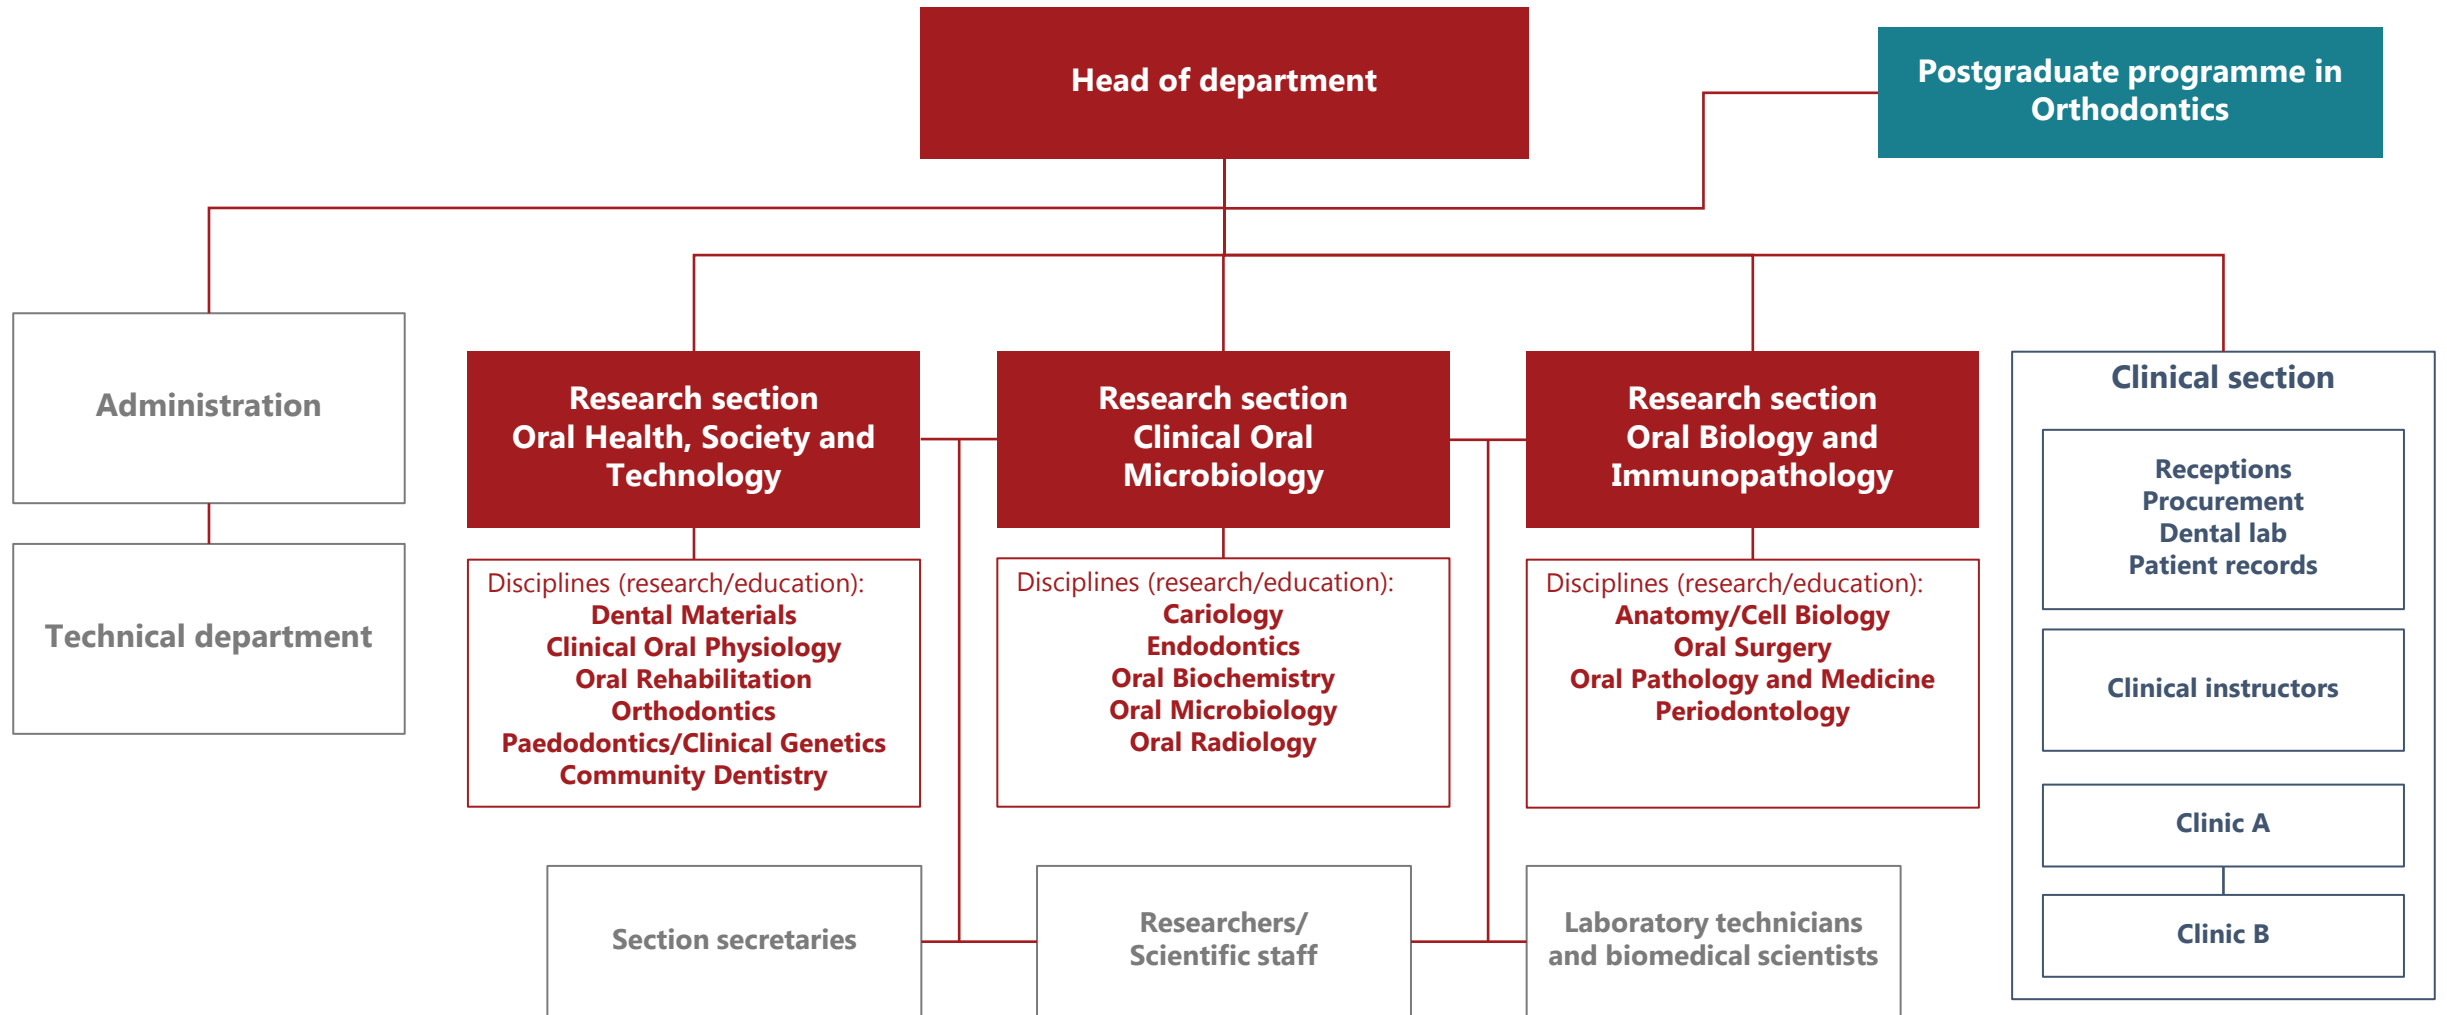 Head of department
Postgraduate programme in
Orthodontics
Administration
Technical department
Research section
Oral Health, Society and
Technology
Disciplines (research/education):
Dental Materials
Clinical Oral Physiology
Oral Rehabilitation
Orthodontics
Paedodontics/Clinical Genetics
Community Dentistry
Research section
Clinical Oral
Microbiology
Disciplines (research/education):
Cariology
Endodontics
Oral Biochemistry
Oral Microbiology
Oral Radiology
Research section
Oral Biology and
Immunopathology
Disciplines (research/education):
Anatomy/Cell Biology
Oral Surgery
Oral Pathology and Medicine
Periodontology
Clinical section
Receptions
Procurement
Dental lab
Patient records
Clinical instructors
Clinic A
Clinic B
Section secretaries
Researchers/
Scientific staff
Laboratory technicians
and biomedical scientists